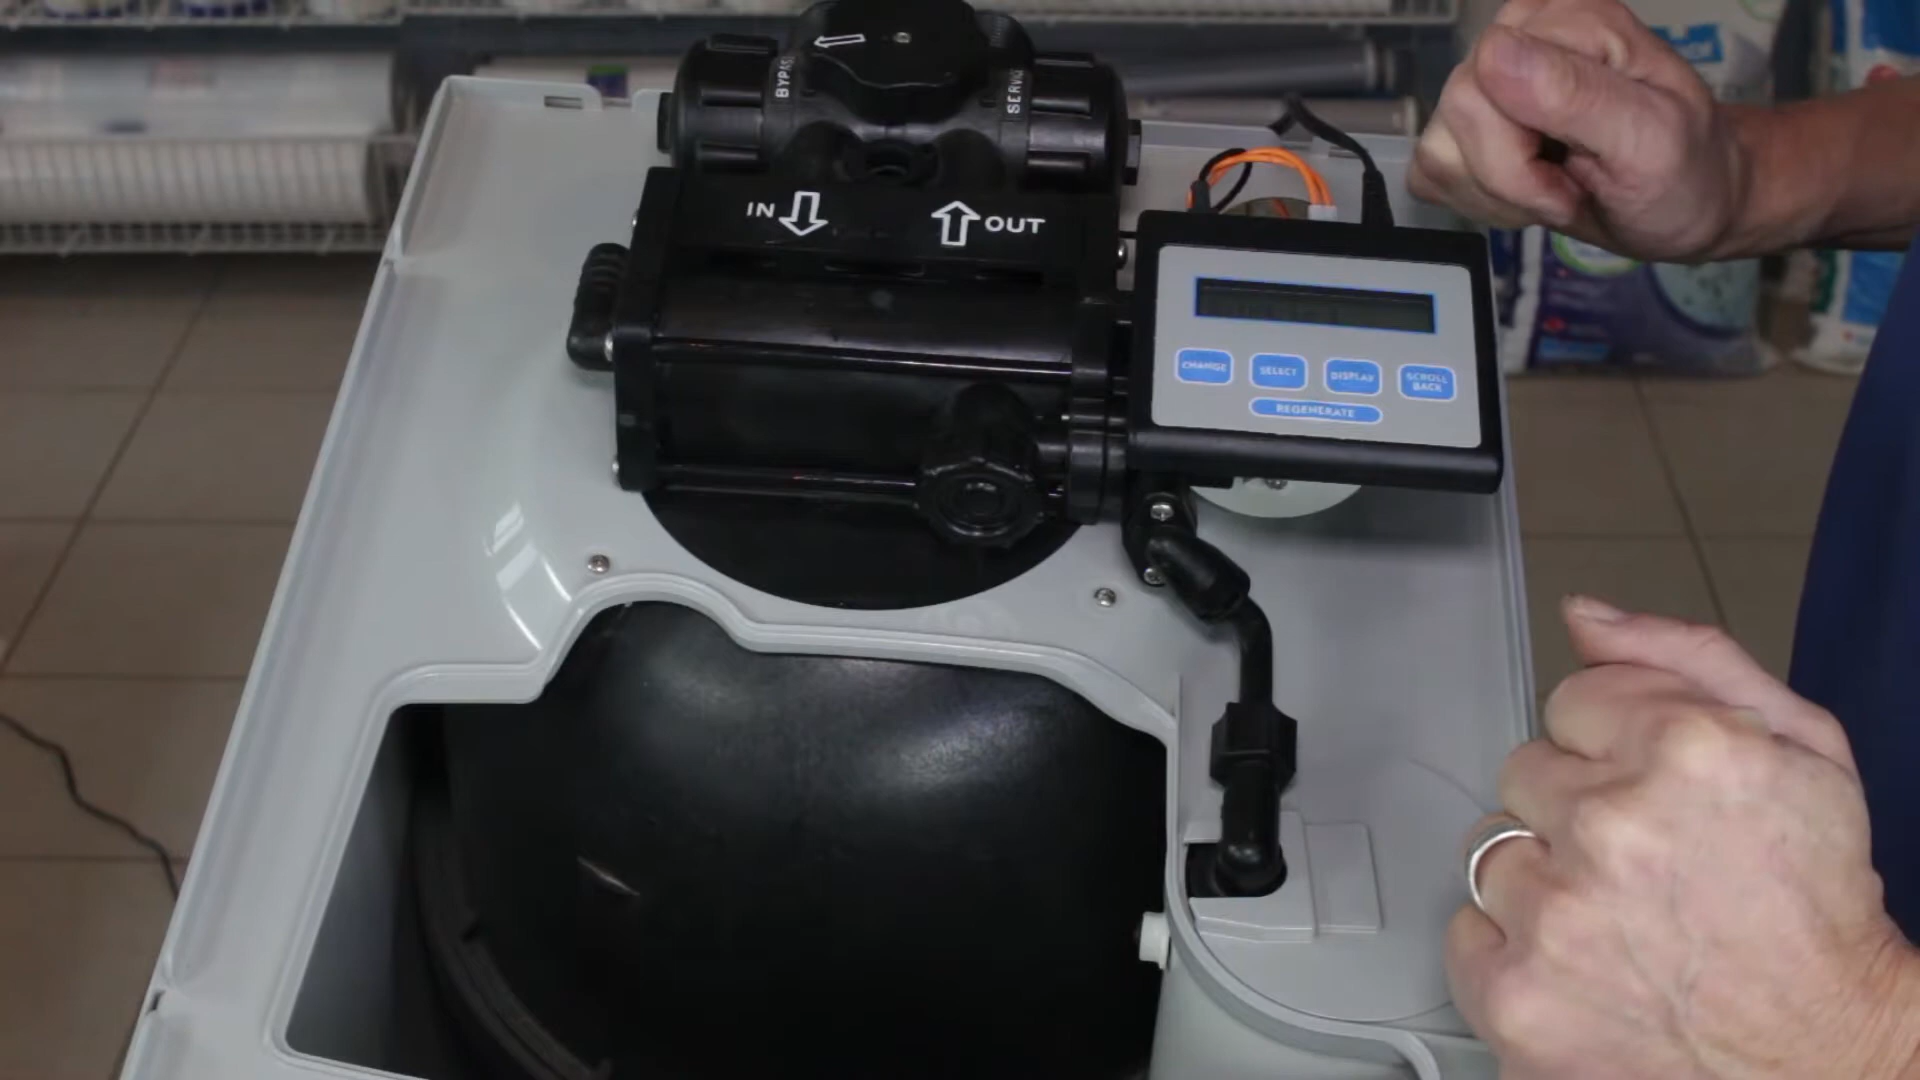 BYPASS
SERVICE
IN
OUT
CHANGE
SELECT
DISPLAY
SCROLL
BACK
REGENERATE